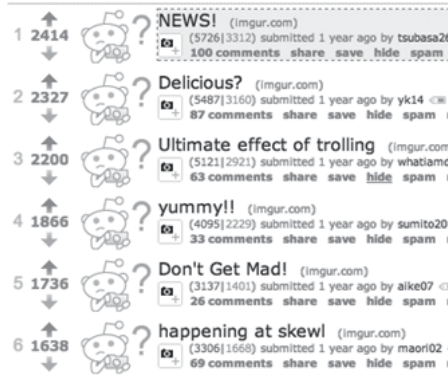 1 2414 ? NEWS! (imgur.com)
(5726|3312) submitted 1 year ago by tsubasa26
100 comments share save hide spam
2 2327 ? Delicious? (imgur.com)
(5487|3160) submitted 1 year ago by yk14
87 comments share save hide spam
3 2200 ? Ultimate effect of trolling (imgur.com
(5121|2921) submitted 1 year ago by whatiamd
63 comments share save hide spam
4 1866 ? yummy!! (imgur.com)
(4095|2229) submitted 1 year ago by sumito20
33 comments share save hide spam
5 1736 ? Don't Get Mad! (imgur.com)
(3137|1401) submitted 1 year ago by aike07
26 comments share save hide spam
6 1638 ? happening at skewl (imgur.com)
(3306|1668) submitted 1 year ago by maori02
69 comments share save hide spam